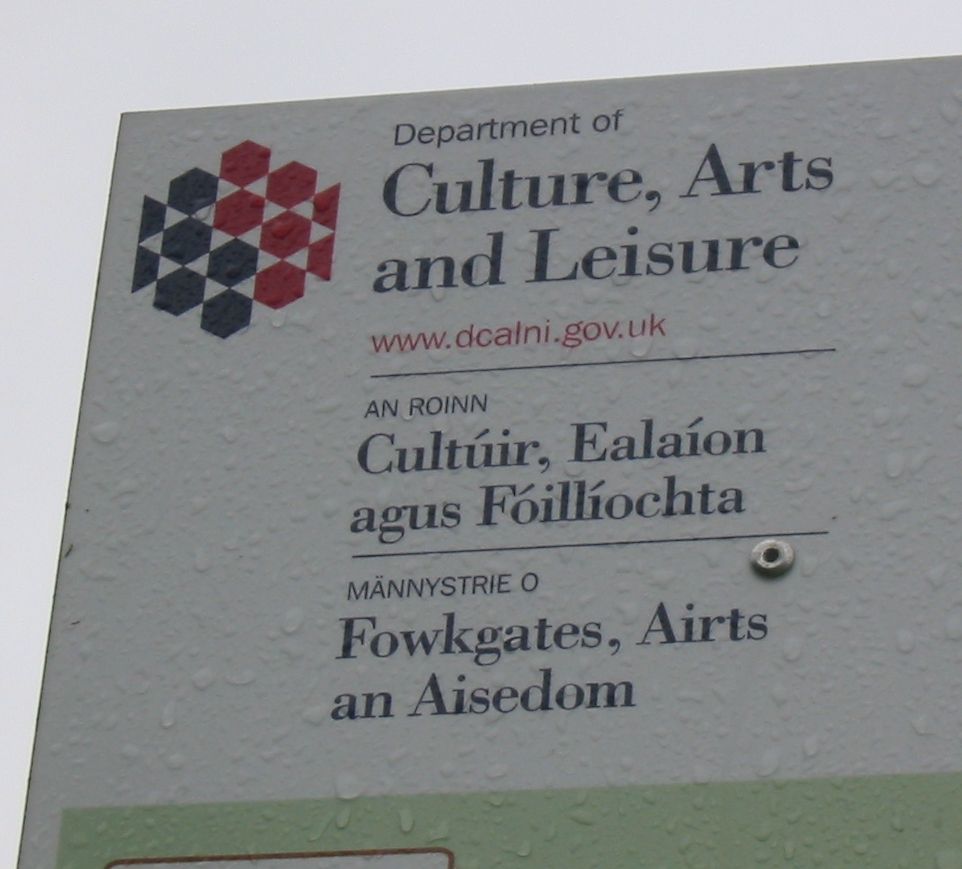 Department of
Culture, Arts
and Leisure
www.dcalni.gov.uk
AN ROINN
Cultúir, Ealaíon
agus Fóillíochta
MÄNNYSTRIE O
Fowkgates, Airts
an Aisedom